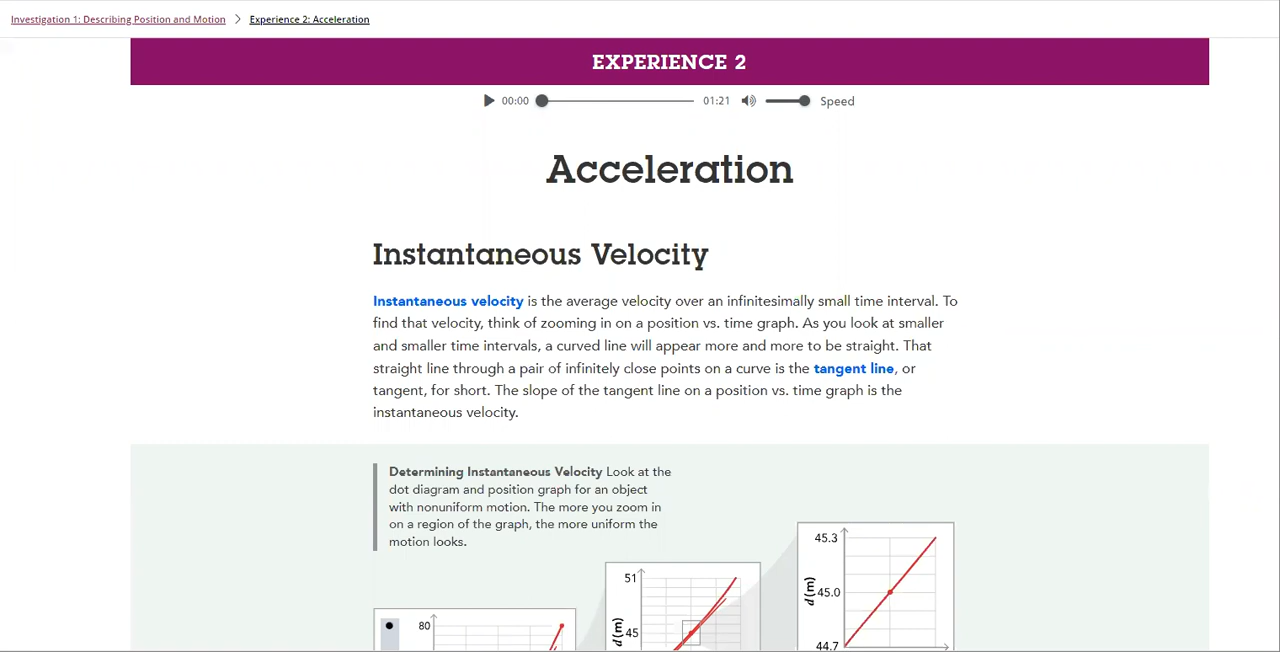 Investigation 1: Describing Position and Motion > Experience 2: Acceleration
EXPERIENCE 2
00:00 01:21 Speed
Acceleration
Instantaneous Velocity
Instantaneous velocity is the average velocity over an infinitesimally small time interval. To
find that velocity, think of zooming in on a position vs. time graph. As you look at smaller
and smaller time intervals, a curved line will appear more and more to be straight. That
straight line through a pair of infinitely close points on a curve is the tangent line, or
tangent, for short. The slope of the tangent line on a position vs. time graph is the
instantaneous velocity.
Determining Instantaneous Velocity Look at the
dot diagram and position graph for an object
with nonuniform motion. The more you zoom in
on a region of the graph, the more uniform the
motion looks.
80
51
45
d (m)
45.3
45.0
44.7
d (m)